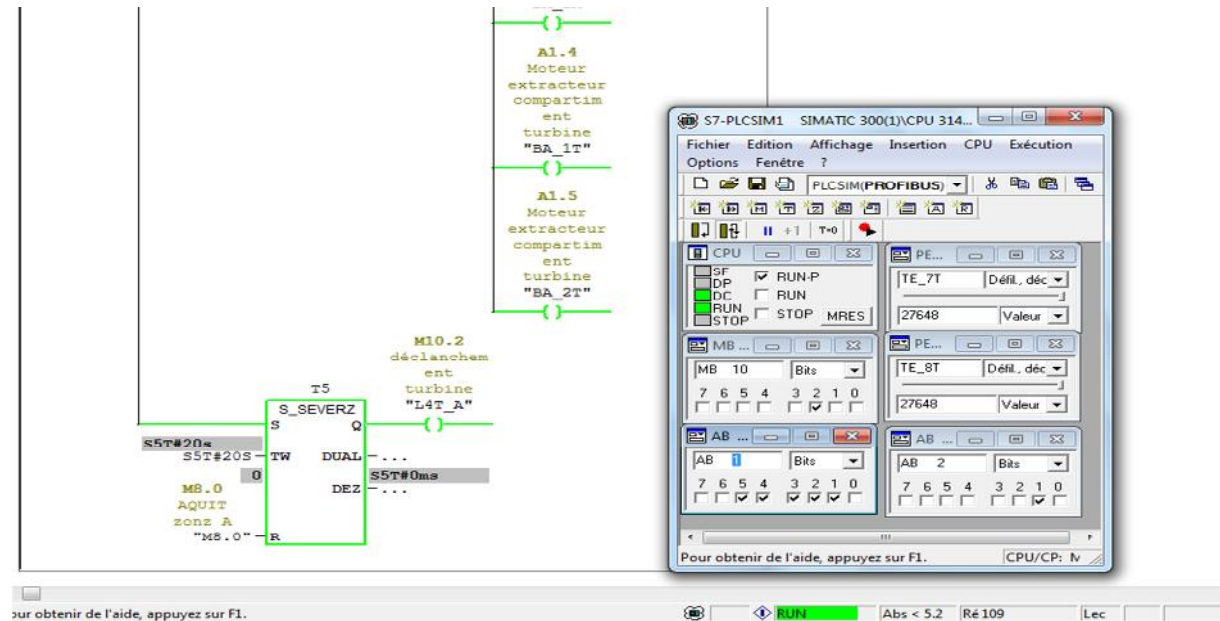 A1.4
Moteur
extracteur
compartim
ent
turbine
"BA_1T"
( )
A1.5
Moteur
extracteur
compartim
ent
turbine
"BA_2T"
( )
M10.2
déclanchem
ent
turbine
"L4T_A"
T5
S_SEVERZ
S Q ( )
S5T#20s
S5T#20S TW DUAL ...
0 S5T#0ms
M8.0 DEZ ...
AQUIT
zonz A
"M8.0" R
S7-PLCSIM1 SIMATIC 300(1)\CPU 314...
Fichier Edition Affichage Insertion CPU Exécution
Options Fenêtre ?
PLCSIM(PROFIBUS)
+1 T=0
CPU
SF
DP RUN-P
DC RUN
RUN STOP MRES
STOP
PE...
TE_7T Défil., déc
27648 Valeur
MB ...
MB 10 Bits
7 6 5 4 3 2 1 0
PE...
TE_8T Défil., déc
27648 Valeur
AB ...
AB 1 Bits
7 6 5 4 3 2 1 0
AB ...
AB 2 Bits
7 6 5 4 3 2 1 0
Pour obtenir de l'aide, appuyez sur F1. CPU/CP: M
our obtenir de l'aide, appuyez sur F1. RUN Abs < 5.2 Ré 109 Lec